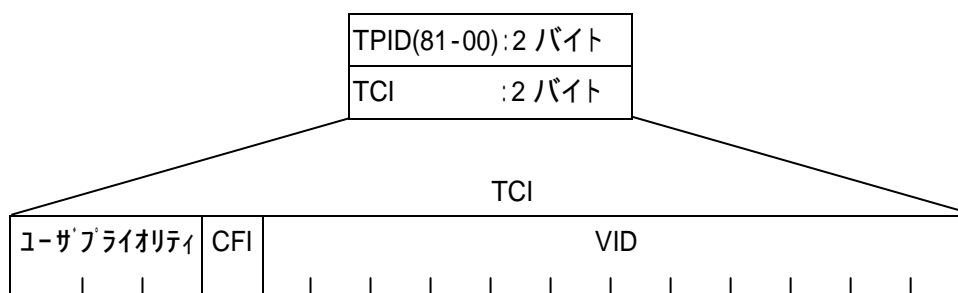 TPID(81-00):2 バイト
TCI :2 バイト
TCI
ユーザプライオリティ CFI VID